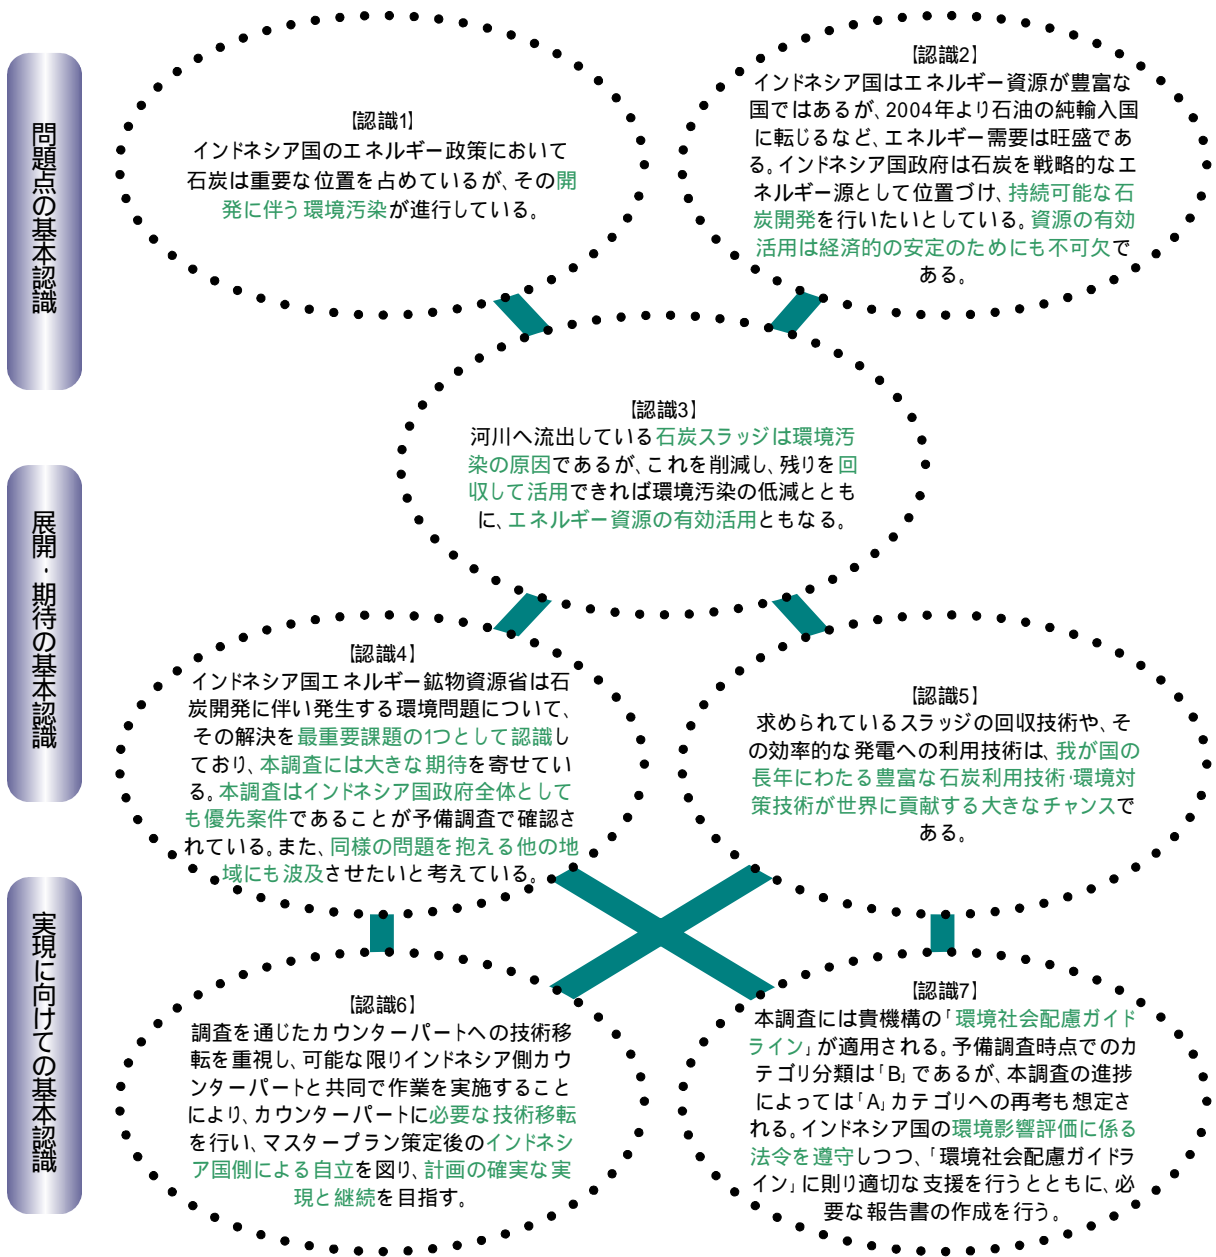 問題点の基本認識
【認識1】
インドネシア国のエネルギー政策において
石炭は重要な位置を占めているが、その開
発に伴う環境汚染が進行している。
【認識2】
インドネシア国はエネルギー資源が豊富な
国ではあるが、2004年より石油の純輸入国
に転じるなど、エネルギー需要は旺盛であ
る。インドネシア国政府は石炭を戦略的なエ
ネルギー源として位置づけ、持続可能な石
炭開発を行いたいとしている。資源の有効
活用は経済的の安定のためにも不可欠で
ある。
展開・期待の基本認識
【認識3】
河川へ流出している石炭スラッジは環境汚
染の原因であるが、これを削減し、残りを回
収して活用できれば環境汚染の低減ととも
に、エネルギー資源の有効活用ともなる。
【認識4】
インドネシア国エネルギー鉱物資源省は石
炭開発に伴い発生する環境問題について、
その解決を最重要課題の1つとして認識し
ており、本調査には大きな期待を寄せてい
る。本調査はインドネシア国政府全体として
も優先案件であることが予備調査で確認さ
れている。また、同様の問題を抱える他の地
域にも波及させたいと考えている。
【認識5】
求められているスラッジの回収技術や、そ
の効率的な発電への利用技術は、我が国の
長年にわたる豊富な石炭利用技術・環境対
策技術が世界に貢献する大きなチャンスで
ある。
実現に向けての基本認識
【認識6】
調査を通じたカウンターパートへの技術移
転を重視し、可能な限りインドネシア側カウ
ンターパートと共同で作業を実施すること
により、カウンターパートに必要な技術移転
を行い、マスタープラン策定後のインドネシ
ア国側による自立を図り、計画の確実な実
現と継続を目指す。
【認識7】
本調査には貴機構の「環境社会配慮ガイド
ライン」が適用される。予備調査時点でのカ
テゴリ分類は「B」であるが、本調査の進捗
によっては「A」カテゴリへの再考も想定さ
れる。インドネシア国の環境影響評価に係る
法令を遵守しつつ、「環境社会配慮ガイドラ
イン」に則り適切な支援を行うとともに、必
要な報告書の作成を行う。